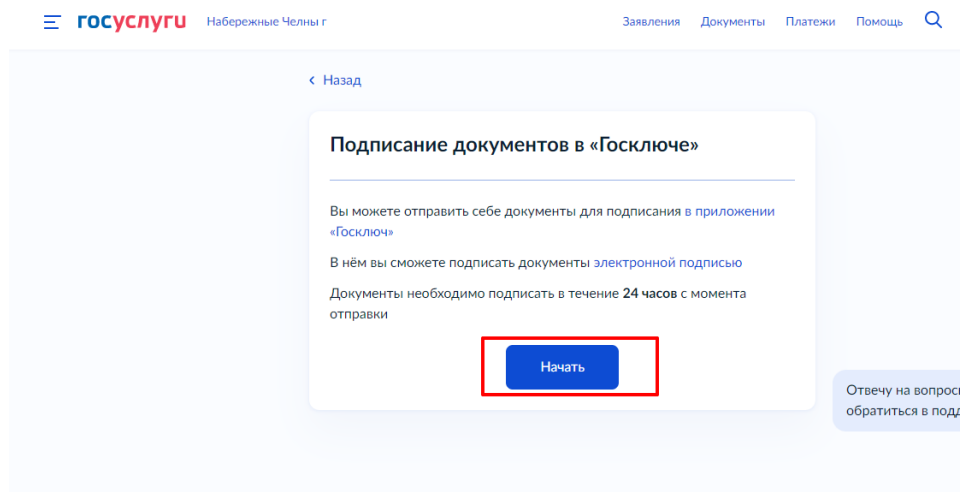 госуслуги Набережные Челны г Заявления Документы Платежи Помощь
Назад
Подписание документов в «Госключе»
Вы можете отправить себе документы для подписания в приложении
«Госключ»
В нём вы сможете подписать документы электронной подписью
Документы необходимо подписать в течение 24 часов с момента
отправки
Начать
Отвечу на вопрос
обратиться в под